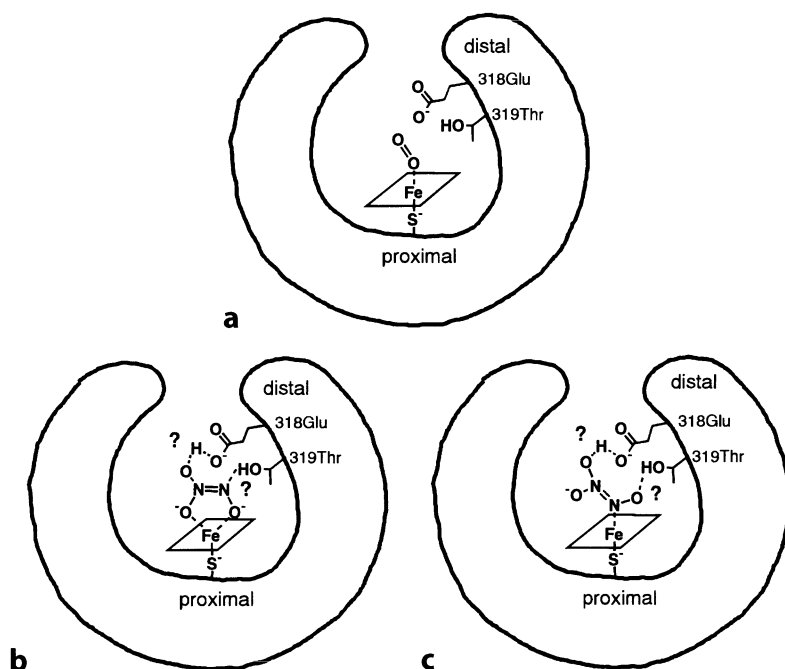 distal
318Glu
O
O-
HO
319Thr
O
O
Fe
S-
proximal
a
distal
318Glu
? H O
O O-
319Thr
HO
N=N
?
-O O-
Fe
S-
proximal
b
distal
318Glu
? H O
O O-
319Thr
HO
-O N
N O ?
Fe
S-
proximal
c